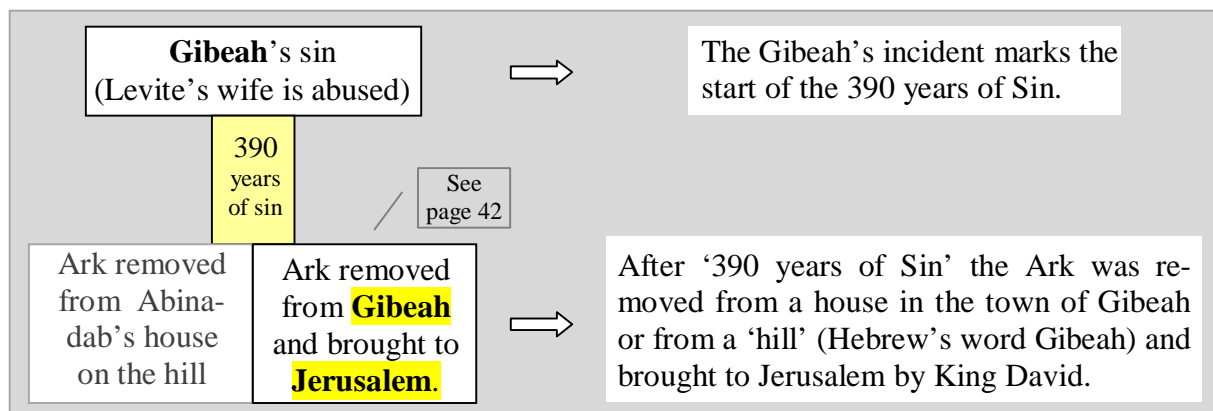 Gibeah’s sin
(Levite’s wife is abused)
The Gibeah’s incident marks the
start of the 390 years of Sin.
390
years
of sin
See
page 42
Ark removed
from Abina-
dab’s house
on the hill
Ark removed
from Gibeah
and brought to
Jerusalem.
After ‘390 years of Sin’ the Ark was re-
moved from a house in the town of Gibeah
or from a ‘hill’ (Hebrew’s word Gibeah) and
brought to Jerusalem by King David.